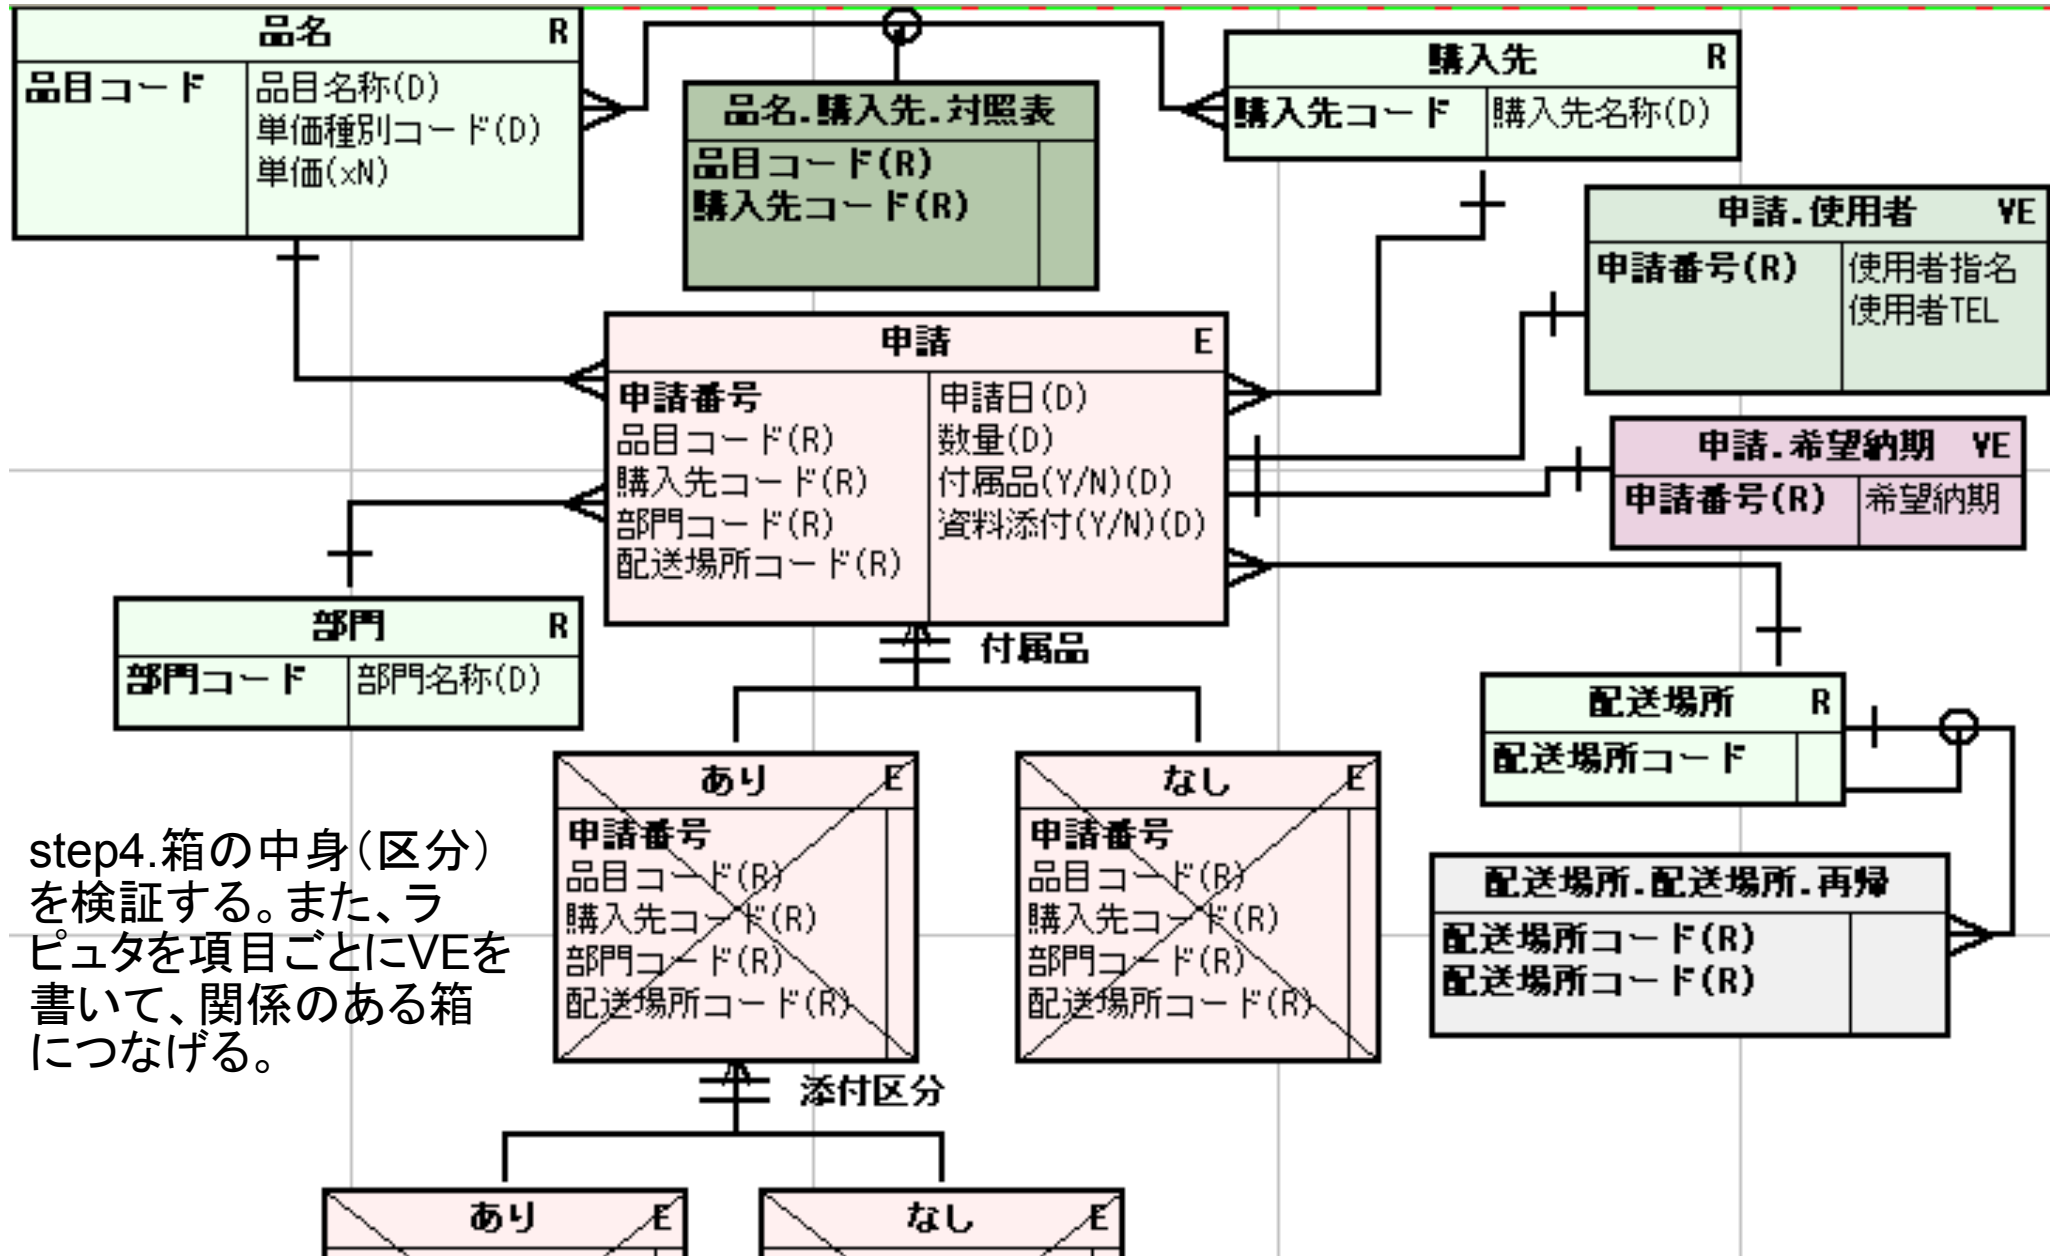 品名 R
品目コード
品目名称(D)
単価種別コード(D)
単価(xN)
品名.購入先.対照表
品目コード(R)
購入先コード(R)
購入先 R
購入先コード
購入先名称(D)
申請.使用者 VE
申請番号(R)
使用者指名
使用者TEL
申請 E
申請番号
品目コード(R)
購入先コード(R)
部門コード(R)
配送場所コード(R)
申請日(D)
数量(D)
付属品(Y/N)(D)
資料添付(Y/N)(D)
申請.希望納期 VE
申請番号(R)
希望納期
部門 R
部門コード
部門名称(D)
付属品
配送場所 R
配送場所コード
あり E
申請番号
品目コード(R)
購入先コード(R)
部門コード(R)
配送場所コード(R)
なし E
申請番号
品目コード(R)
購入先コード(R)
部門コード(R)
配送場所コード(R)
配送場所.配送場所.再帰
配送場所コード(R)
配送場所コード(R)
step4.箱の中身(区分)
を検証する。また、ラ
ピュタを項目ごとにVEを
書いて、関係のある箱
につなげる。
添付区分
あり E
なし E